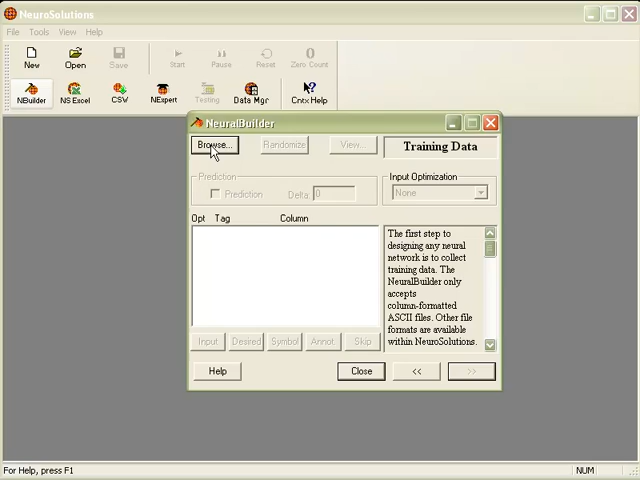 NeuroSolutions
File Tools View Help
New Open Save Start Pause Reset Zero Count
NBuilder NS Excel CSW NExpert Testing Data Mgr Cntx Help
NeuralBuilder
Browse... Randomize View... Training Data
Prediction Input Optimization
Prediction Delta: 0 None
Opt Tag Column
The first step to
designing any neural
network is to collect
training data. The
NeuralBuilder only
accepts
column-formatted
ASCII files. Other file
formats are available
within NeuroSolutions.
Input Desired Symbol Annot. Skip
Help Close << >>
For Help, press F1 NUM